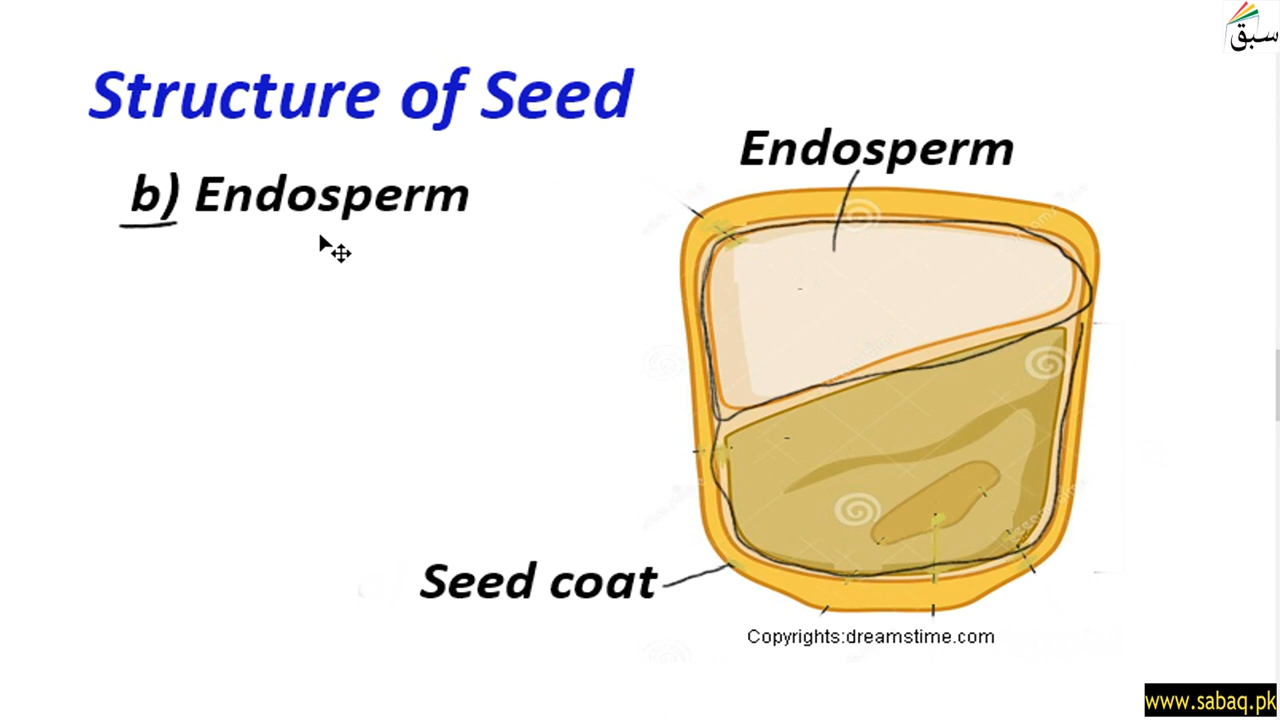 سبق
Structure of Seed
Endosperm
b) Endosperm
Seed coat
Copyrights:dreamstime.com
www.sabaq.pk